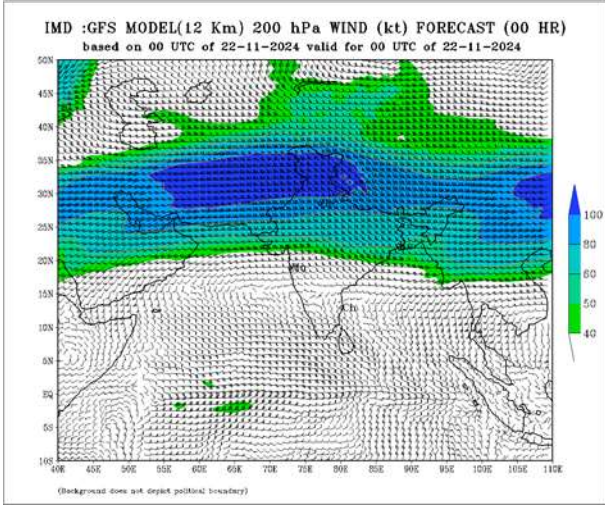 IMD :GFS MODEL(12 Km) 200 hPa WIND (kt) FORECAST (00 HR)
based on 00 UTC of 22-11-2024 valid for 00 UTC of 22-11-2024
50N
45N
40N
35N
30N
25N
20N
15N
10N
5N
EQ
5S
10S
40E 45E 50E 55E 60E 65E 70E 75E 80E 85E 90E 95E 100E 105E 110E
Ch
100
80
60
50
40
(Background does not depict political boundary)